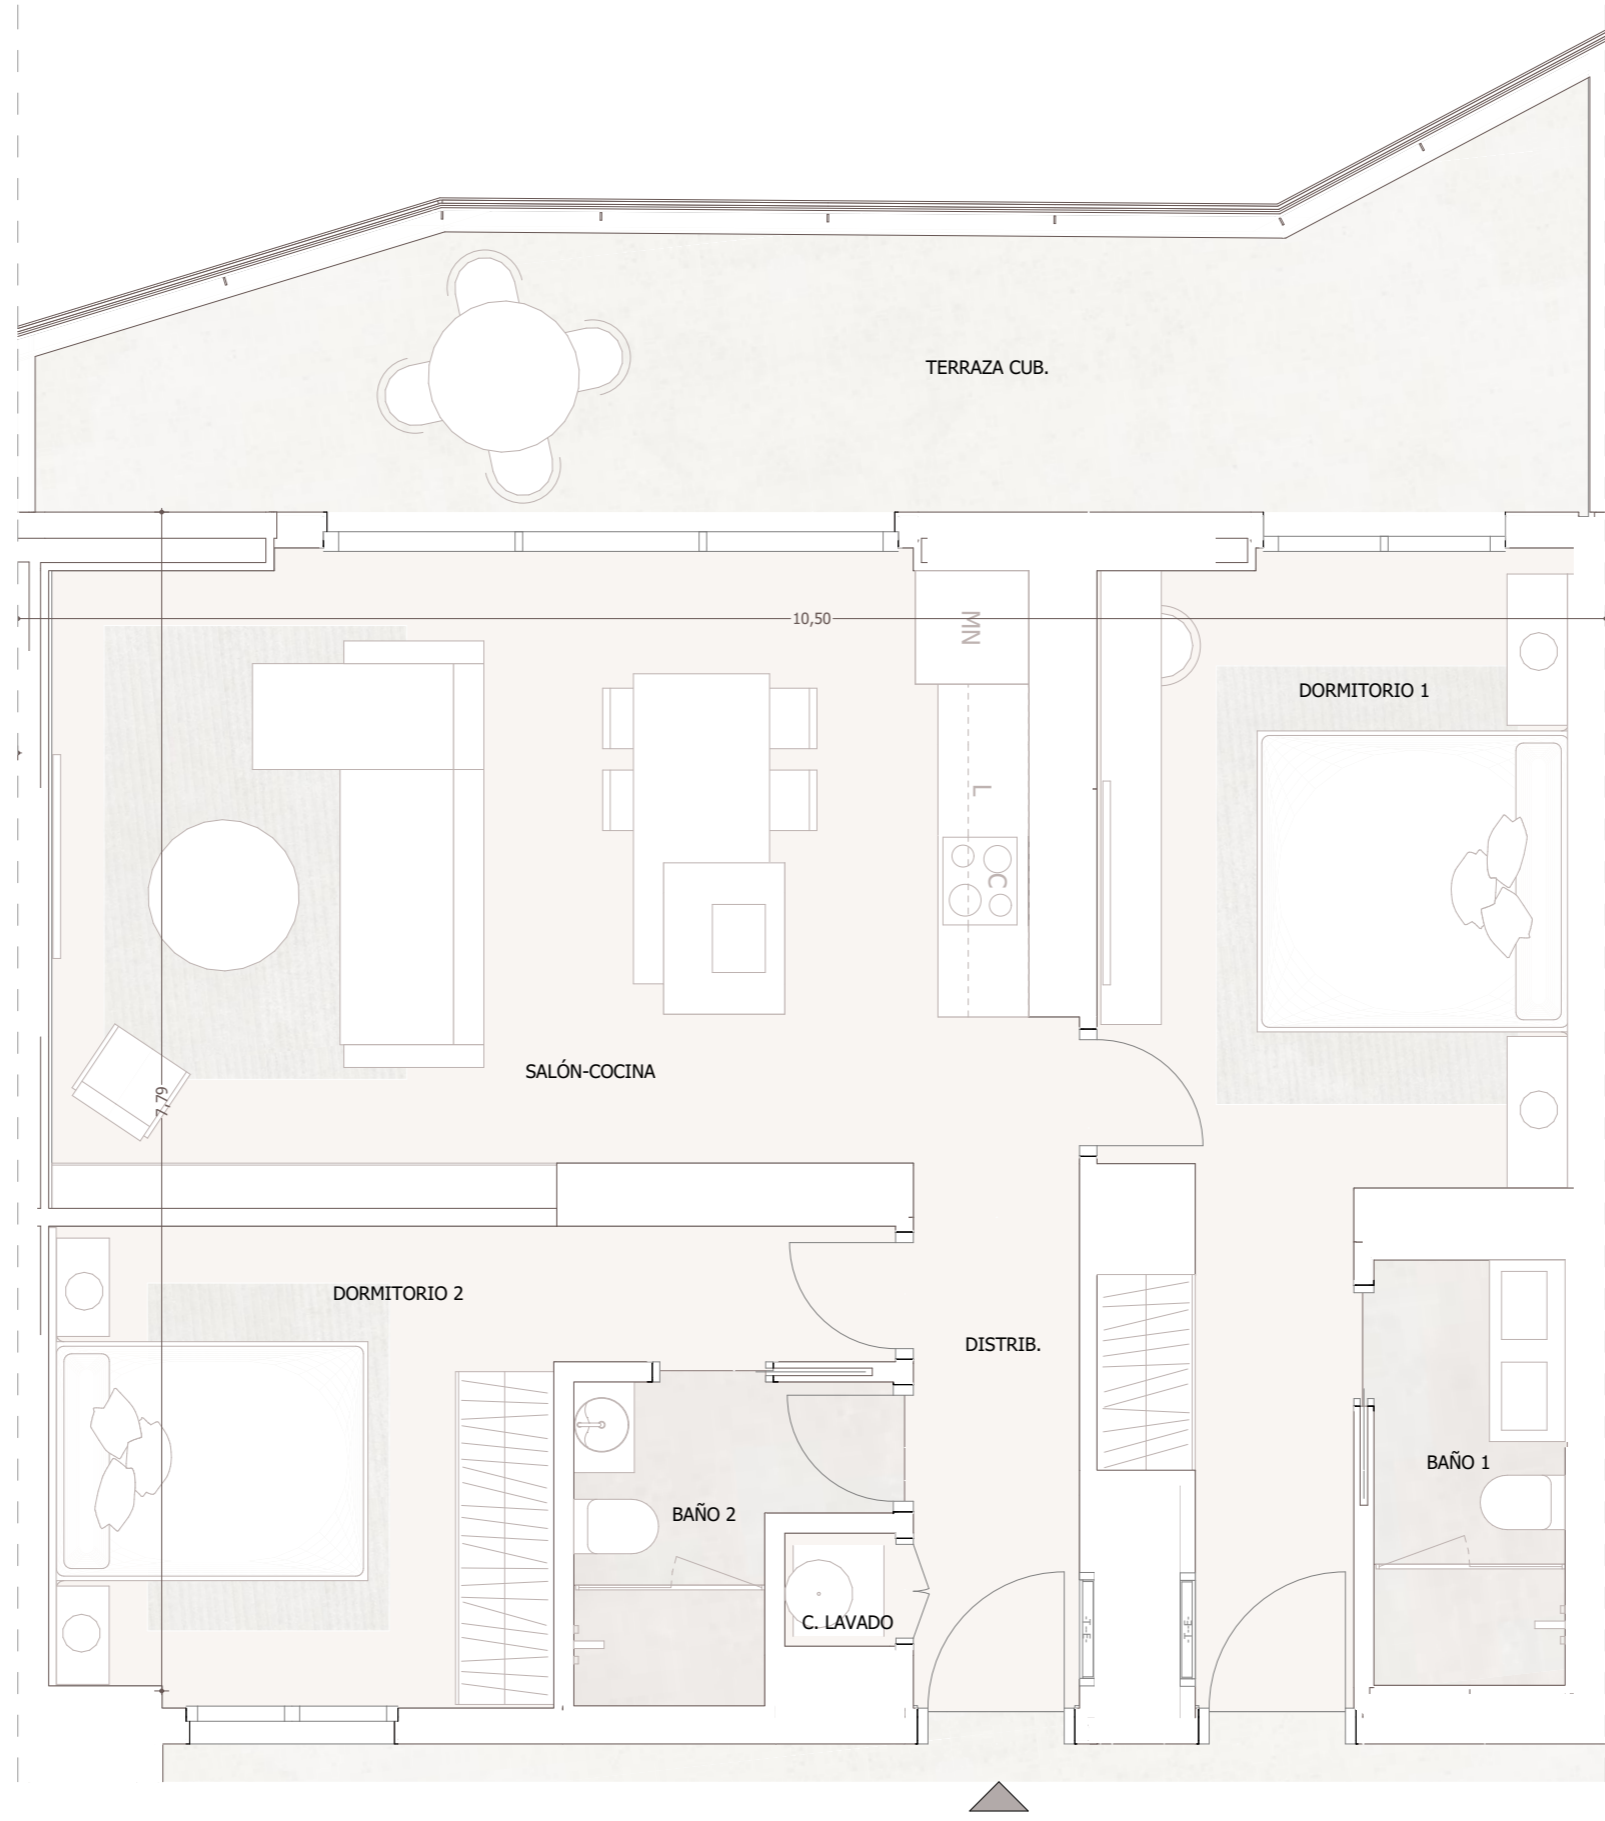 TERRAZA CUB.
10,50
MN
DORMITORIO 1
L
C
SALÓN-COCINA
7,79
DORMITORIO 2
DISTRIB.
BAÑO 1
BAÑO 2
C. LAVADO
-T-F-
-T-F-